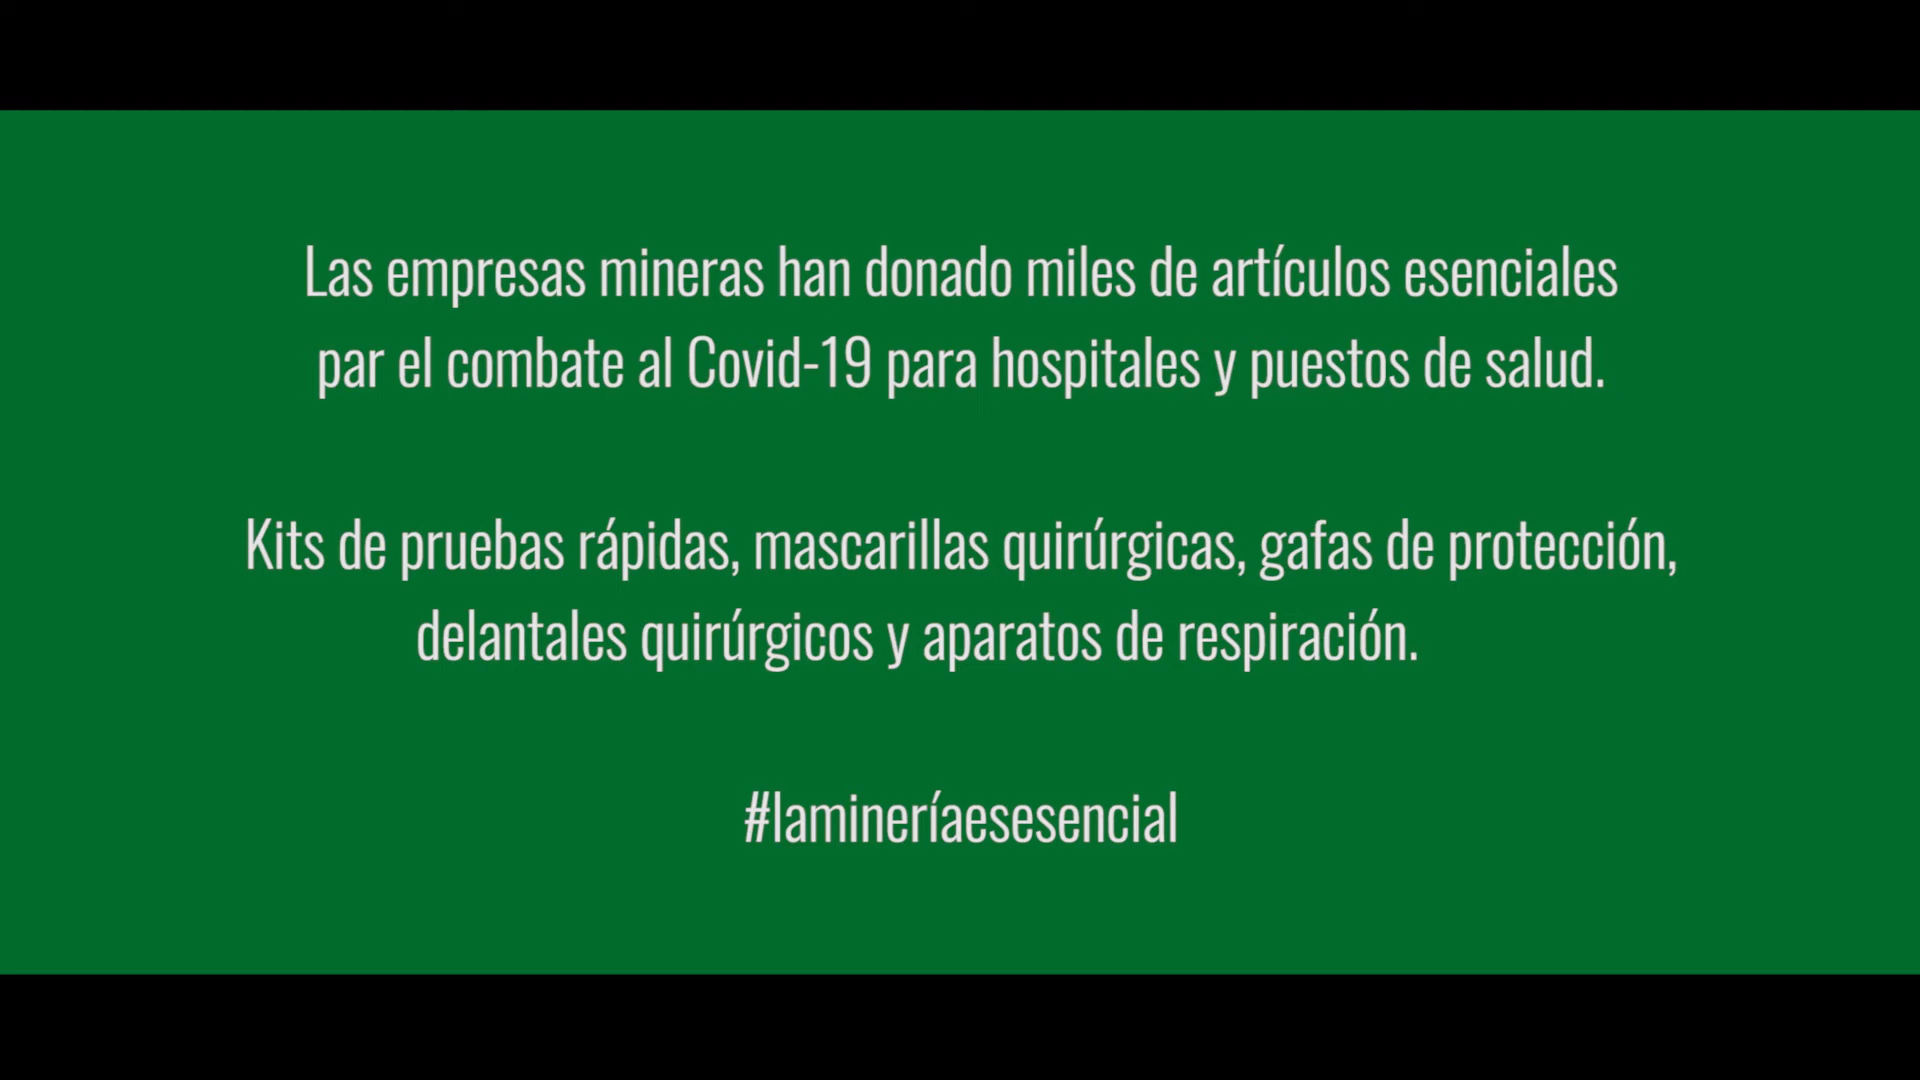 Las empresas mineras han donado miles de artículos esenciales
par el combate al Covid-19 para hospitales y puestos de salud.
Kits de pruebas rápidas, mascarillas quirúrgicas, gafas de protección,
delantales quirúrgicos y aparatos de respiración.
#lamineríaesesencial